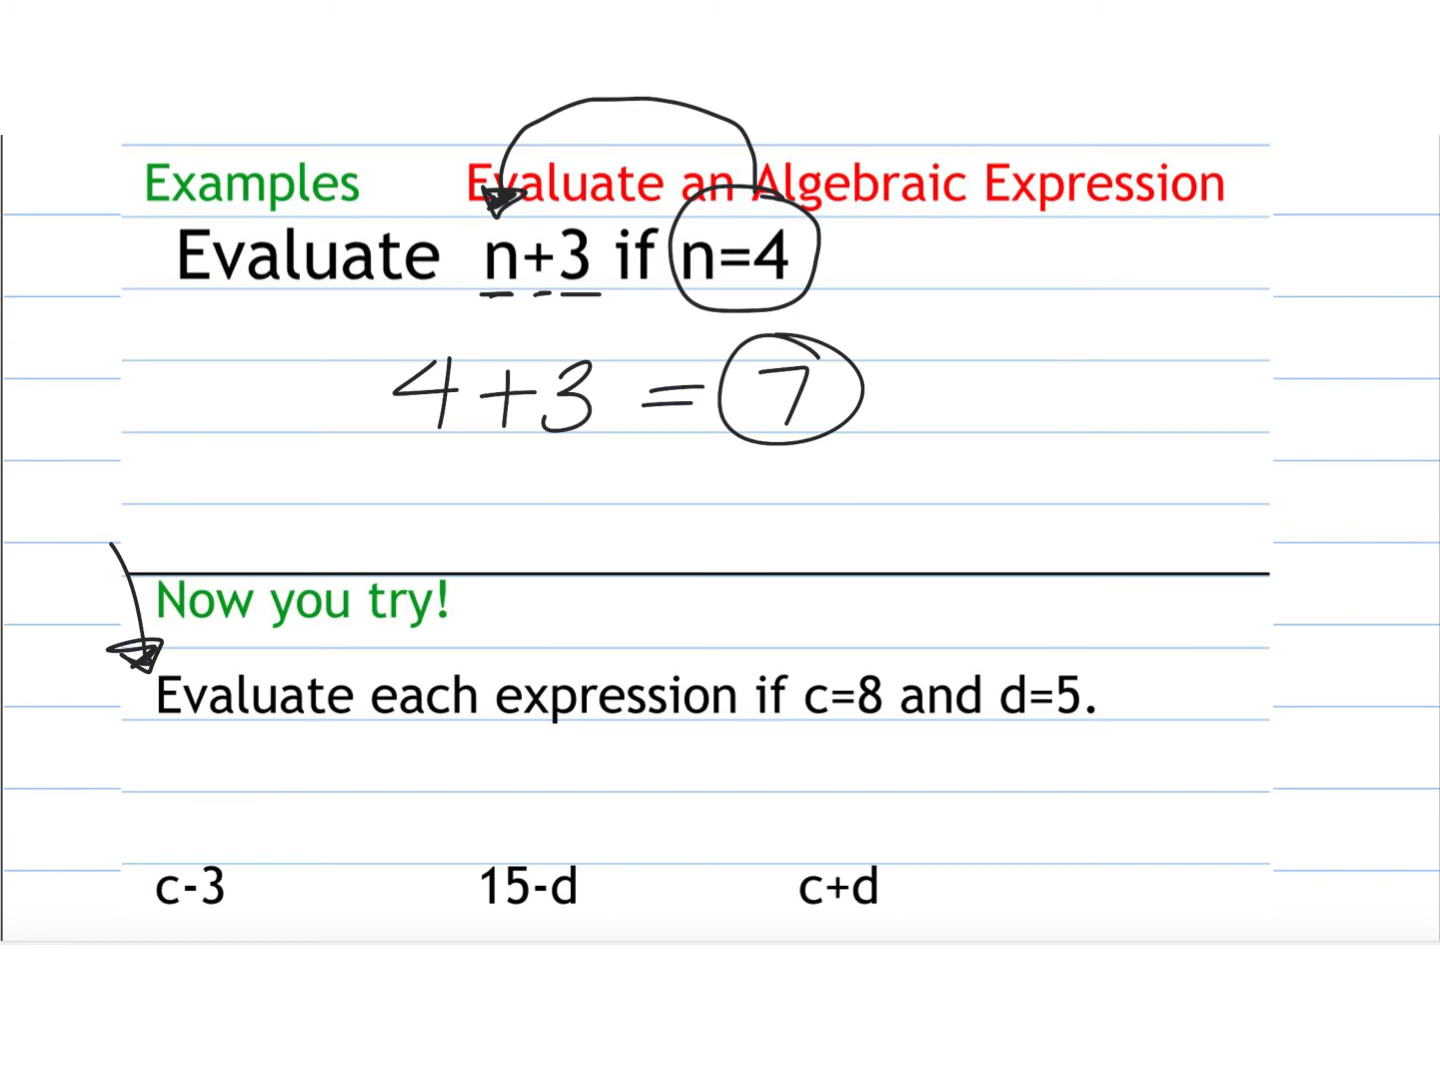 Examples Evaluate an Algebraic Expression
Evaluate n+3 if n=4
4+3 = 7
Now you try!
Evaluate each expression if c=8 and d=5.
c-3 15-d c+d